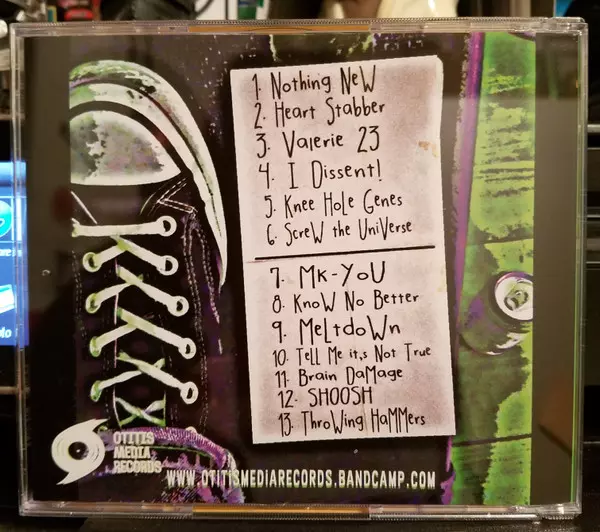 1. Nothing NeW
2. Heart Stabber
3. Valerie 23
4. I Dissent!
5. Knee HoLe Genes
6. ScreW the UniVerse
7. MK-YoU
8. KnoW No Better
9. MeLtdoWn
10. TeLL Me it,s Not True
11. Brain DaMage
12. SHOOSH
13. ThroWing HaMMers
OTITIS
MEDIA
RECORDS
WWW.OTITISMEDIARECORDS.BANDCAMP.COM